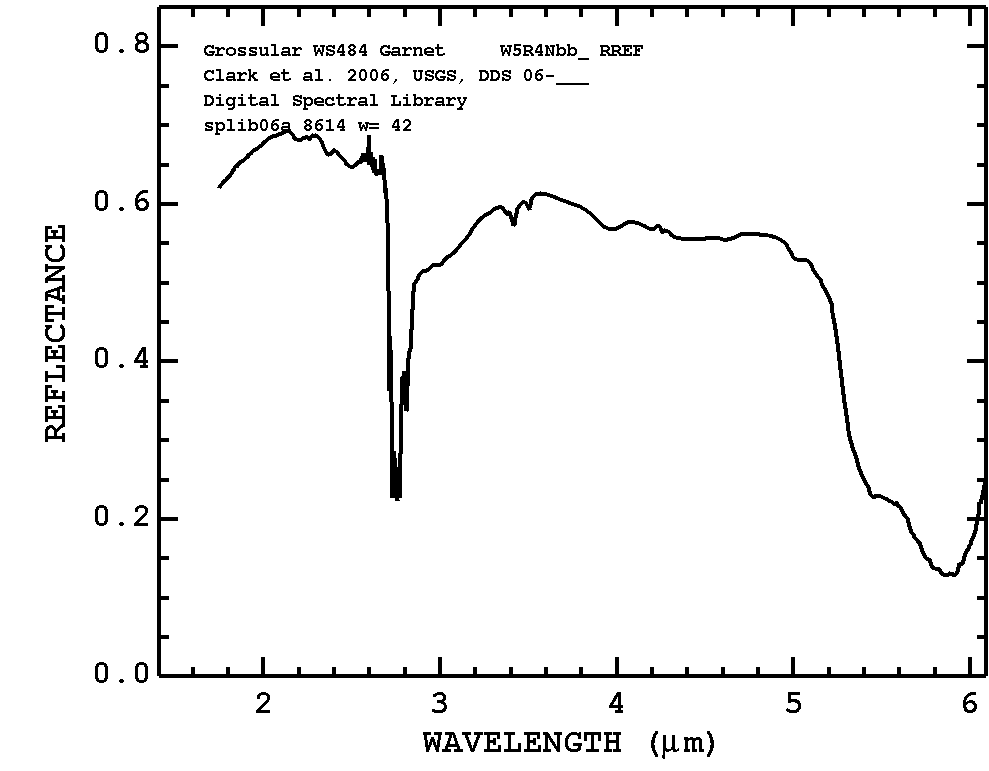 Grossular WS484 Garnet W5R4Nbb_ RREF
Clark et al. 2006, USGS, DDS 06-___
Digital Spectral Library
splib06a 8614 w= 42
0.8
0.6
0.4
0.2
0.0
REFLECTANCE
2 3 4 5 6
WAVELENGTH (μm)